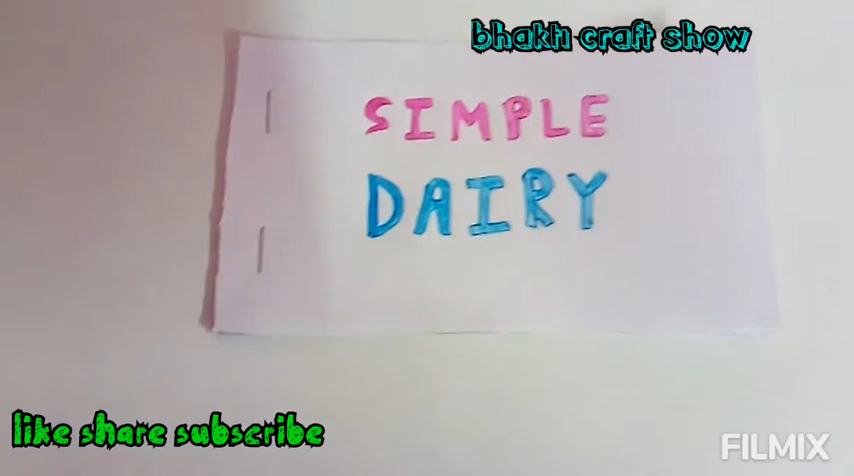 bhakti craft show
SIMPLE
DAIRY
like share subscribe
FILMIX